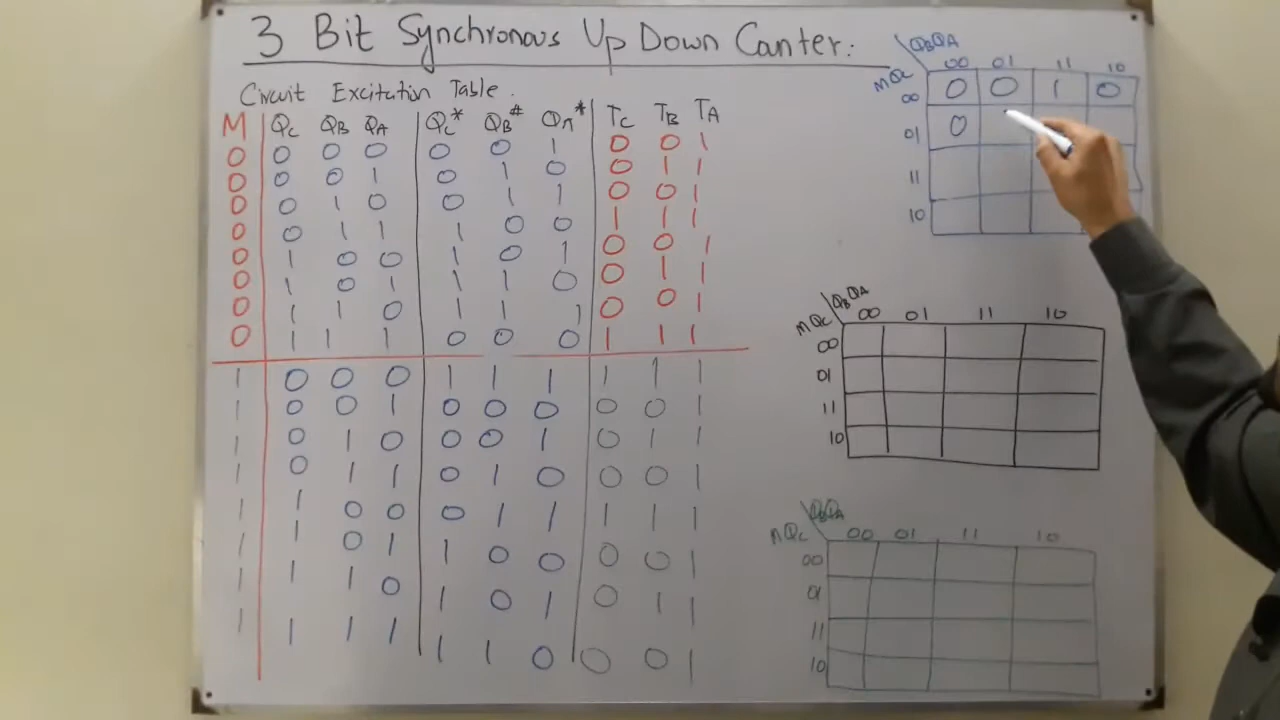 3 Bit Synchronous Up Down Canter:
Circuit Excitation Table.
M Qc QB QA Qc* QB* QA* Tc TB TA
0 0 0 0 0 0 1 0 0 1
0 0 0 1 0 1 0 0 1 1
0 0 1 0 0 1 1 0 0 1
0 0 1 1 1 0 0 1 1 1
0 1 0 0 1 0 1 0 0 1
0 1 0 1 1 1 0 0 1 1
0 1 1 0 1 1 1 0 0 1
0 1 1 1 0 0 0 1 1 1
1 0 0 0 1 1 1 1 1 1
1 0 0 1 0 0 0 0 0 1
1 0 1 0 0 0 1 0 1 1
1 0 1 1 0 1 0 0 0 1
1 1 0 0 0 1 1 1 1 1
1 1 0 1 1 0 0 0 0 1
1 1 1 0 1 0 1 0 1 1
1 1 1 1 1 1 0 0 0 1
QBQA
MQc 00 01 11 10
00 0 0 1 0
01 0
11
10
QBQA
MQc 00 01 11 10
00
01
11
10
QBQA
MQc 00 01 11 10
00
01
11
10